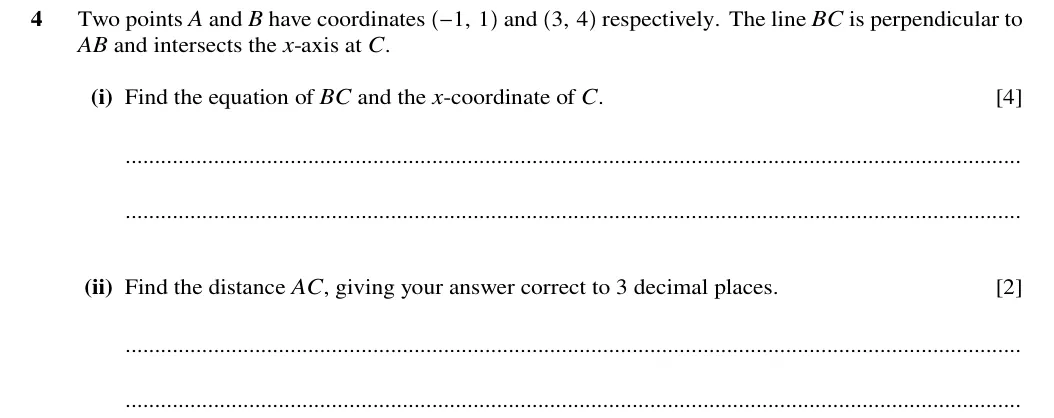 4 Two points A and B have coordinates (−1, 1) and (3, 4) respectively. The line BC is perpendicular to
AB and intersects the x-axis at C.
(i) Find the equation of BC and the x-coordinate of C. [4]
................................................................................................................................................
................................................................................................................................................
(ii) Find the distance AC, giving your answer correct to 3 decimal places. [2]
................................................................................................................................................
................................................................................................................................................